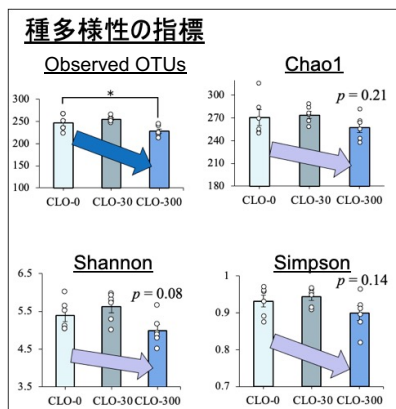 種多様性の指標
Observed OTUs
*
300
250
200
150
100
CLO-0 CLO-30 CLO-300
Chao1
p = 0.21
300
270
240
210
180
CLO-0 CLO-30 CLO-300
Shannon
p = 0.08
6.5
5.5
4.5
3.5
CLO-0 CLO-30 CLO-300
Simpson
p = 0.14
1
0.9
0.8
0.7
CLO-0 CLO-30 CLO-300